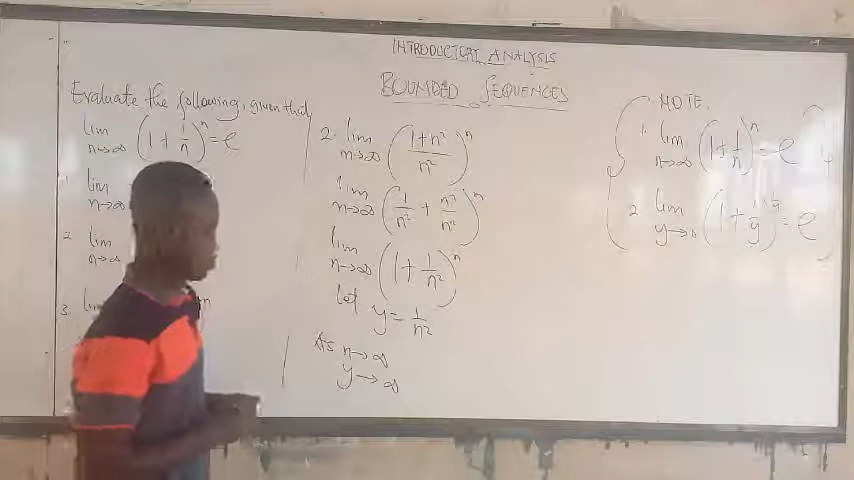 INTRODUCTORY ANALYSIS
BOUNDED SEQUENCES
Evaluate the following, given that
lim n→∞ (1 + 1/n)^n = e
1. lim n→∞
2. lim n→∞
3. lim
n
2. lim n→∞ ((1+n²)/n²)^n
lim n→∞ (1/n² + n²/n²)^n
lim n→∞ (1 + 1/n²)^n
let y = 1/n²
As n→∞
y→∞
NOTE.
1. lim n→∞ (1 + 1/n)^n = e
2. lim (1 + = e